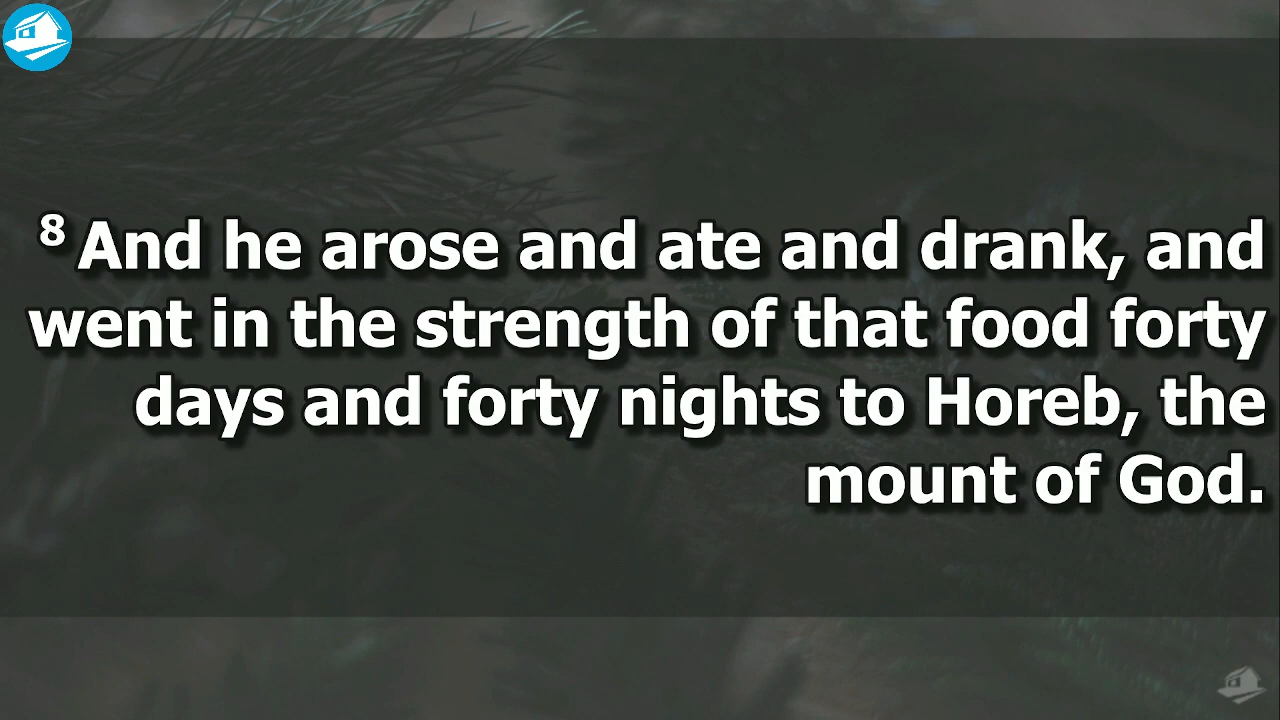 8 And he arose and ate and drank, and
went in the strength of that food forty
days and forty nights to Horeb, the
mount of God.